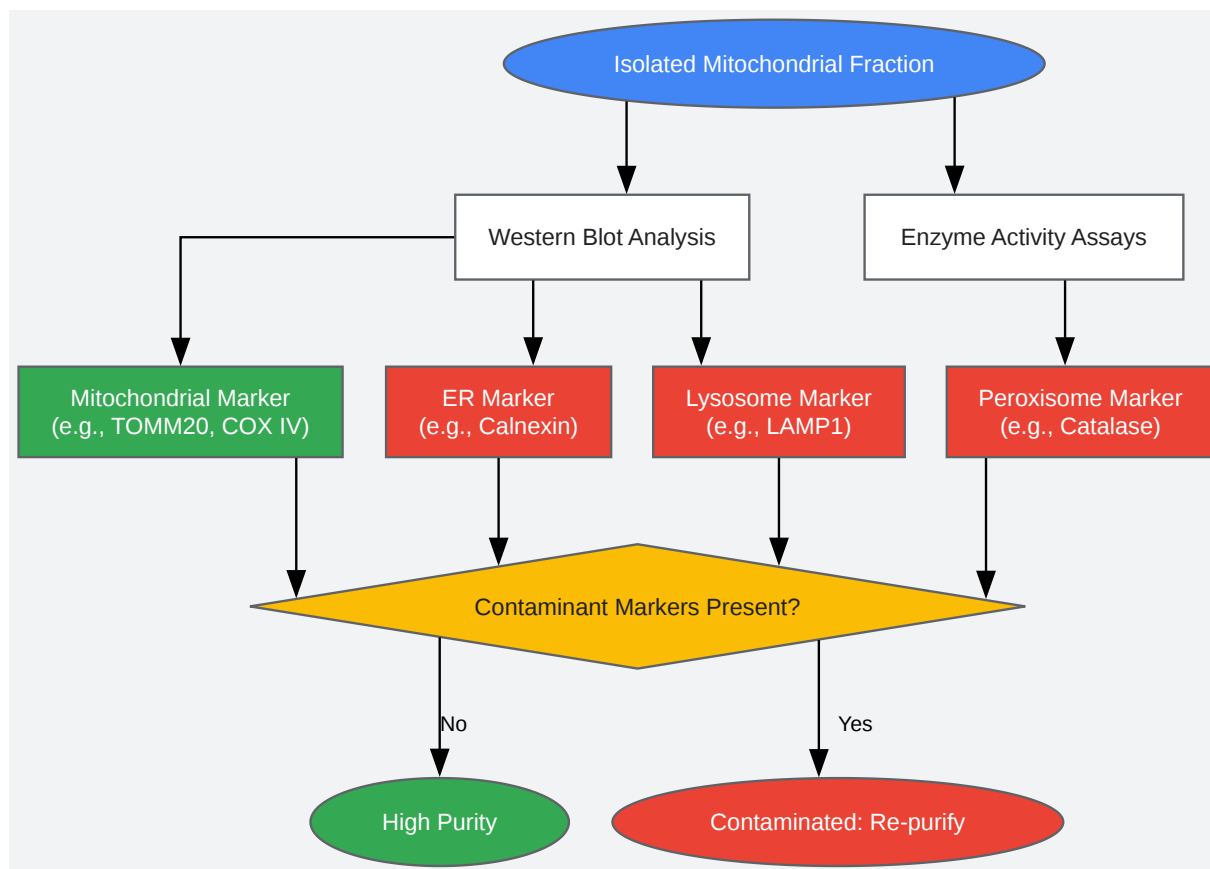 Isolated Mitochondrial Fraction
Western Blot Analysis
Enzyme Activity Assays
Mitochondrial Marker
(e.g., TOMM20, COX IV)
ER Marker
(e.g., Calnexin)
Lysosome Marker
(e.g., LAMP1)
Peroxisome Marker
(e.g., Catalase)
Contaminant Markers Present?
No
Yes
High Purity
Contaminated: Re-purify